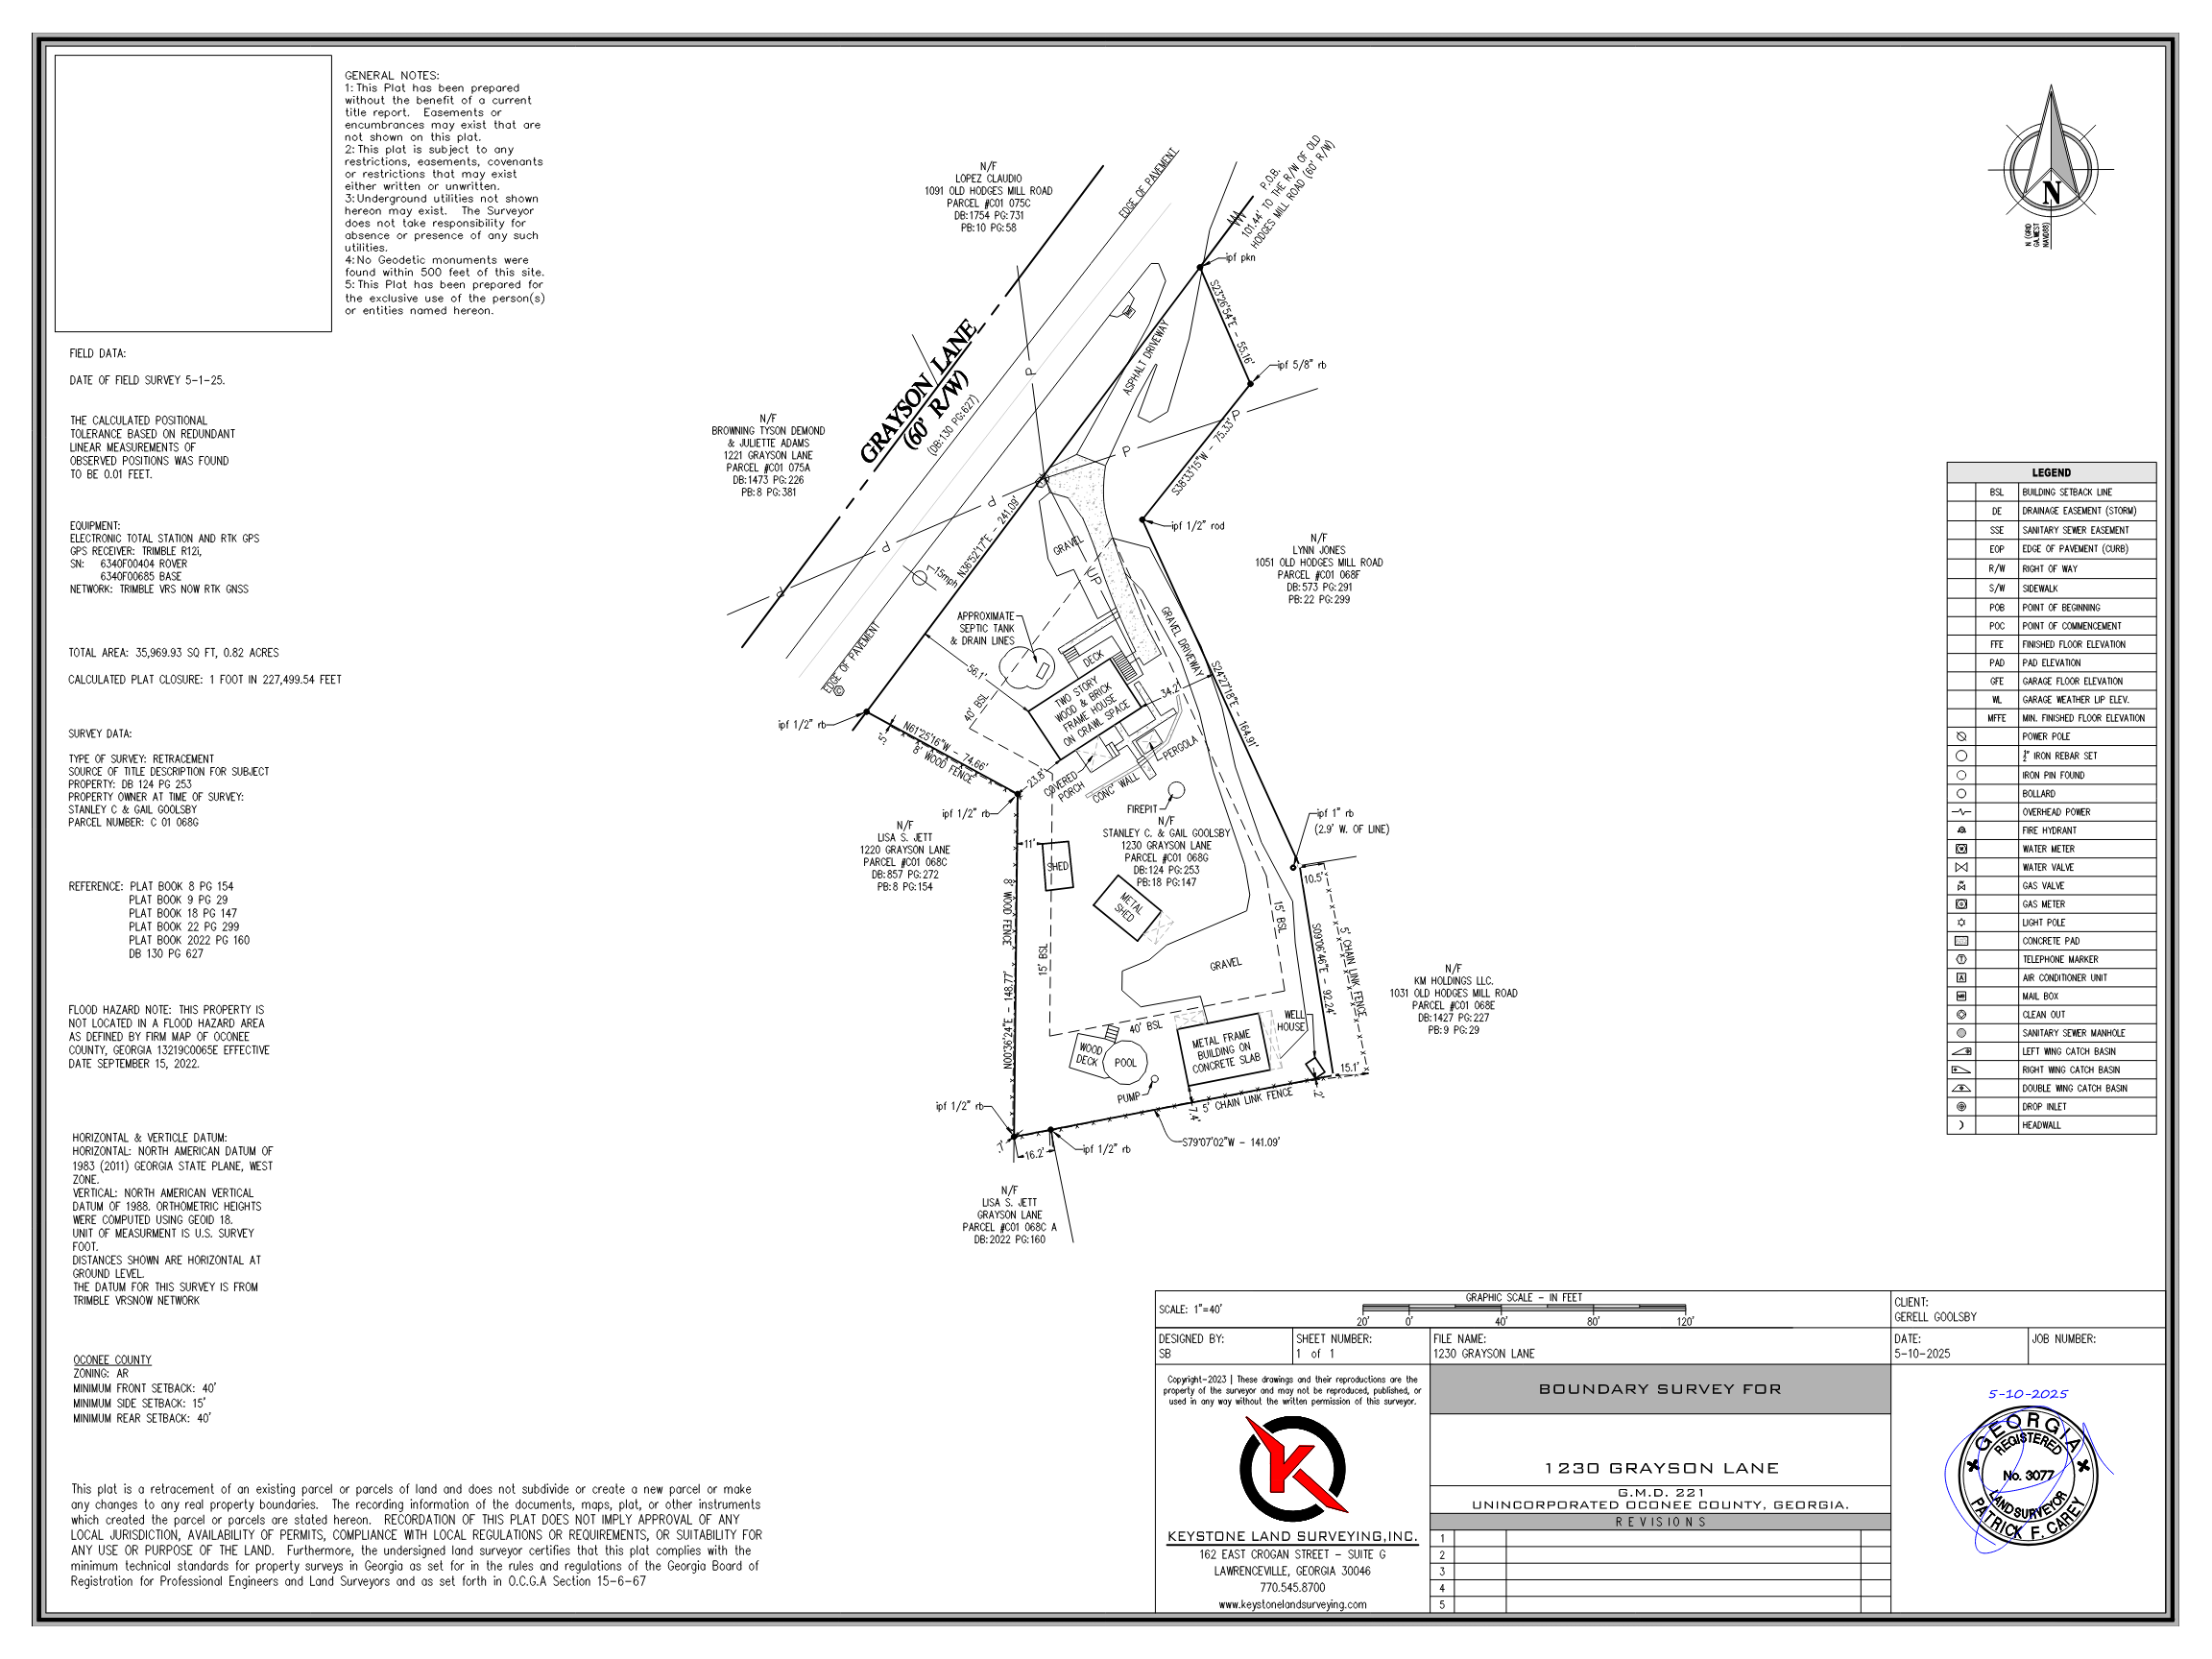 GENERAL NOTES:
1: This Plat has been prepared
without the benefit of a current
title report. Easements or
encumbrances may exist that are
not shown on this plat.
2: This plat is subject to any
restrictions, easements, covenants
or restrictions that may exist
either written or unwritten.
3: Underground utilities not shown
hereon may exist. The Surveyor
does not take responsibility for
absence or presence of any such
utilities.
4: No Geodetic monuments were
found within 500 feet of this site.
5: This Plat has been prepared for
the exclusive use of the person(s)
or entities named hereon.
FIELD DATA:
DATE OF FIELD SURVEY 5-1-25.
THE CALCULATED POSITIONAL
TOLERANCE BASED ON REDUNDANT
LINEAR MEASUREMENTS OF
OBSERVED POSITIONS WAS FOUND
TO BE 0.01 FEET.
EQUIPMENT:
ELECTRONIC TOTAL STATION AND RTK GPS
GPS RECEIVER: TRIMBLE R12i,
SN: 6340F00404 ROVER
6340F00685 BASE
NETWORK: TRIMBLE VRS NOW RTK GNSS
TOTAL AREA: 35,969.93 SQ FT, 0.82 ACRES
CALCULATED PLAT CLOSURE: 1 FOOT IN 227,499.54 FEET
SURVEY DATA:
TYPE OF SURVEY: RETRACEMENT
SOURCE OF TITLE DESCRIPTION FOR SUBJECT
PROPERTY: DB 124 PG 253
PROPERTY OWNER AT TIME OF SURVEY:
STANLEY C & GAIL GOOLSBY
PARCEL NUMBER: C 01 068G
REFERENCE: PLAT BOOK 8 PG 154
PLAT BOOK 9 PG 29
PLAT BOOK 18 PG 147
PLAT BOOK 22 PG 299
PLAT BOOK 2022 PG 160
DB 130 PG 627
FLOOD HAZARD NOTE: THIS PROPERTY IS
NOT LOCATED IN A FLOOD HAZARD AREA
AS DEFINED BY FIRM MAP OF OCONEE
COUNTY, GEORGIA 13219C0065E EFFECTIVE
DATE SEPTEMBER 15, 2022.
HORIZONTAL & VERTICLE DATUM:
HORIZONTAL: NORTH AMERICAN DATUM OF
1983 (2011) GEORGIA STATE PLANE, WEST
ZONE.
VERTICAL: NORTH AMERICAN VERTICAL
DATUM OF 1988. ORTHOMETRIC HEIGHTS
WERE COMPUTED USING GEOID 18.
UNIT OF MEASURMENT IS U.S. SURVEY
FOOT.
DISTANCES SHOWN ARE HORIZONTAL AT
GROUND LEVEL.
THE DATUM FOR THIS SURVEY IS FROM
TRIMBLE VRSNOW NETWORK
OCONEE COUNTY
ZONING: AR
MINIMUM FRONT SETBACK: 40'
MINIMUM SIDE SETBACK: 15'
MINIMUM REAR SETBACK: 40'
This plat is a retracement of an existing parcel or parcels of land and does not subdivide or create a new parcel or make
any changes to any real property boundaries. The recording information of the documents, maps, plat, or other instruments
which created the parcel or parcels are stated hereon. RECORDATION OF THIS PLAT DOES NOT IMPLY APPROVAL OF ANY
LOCAL JURISDICTION, AVAILABILITY OF PERMITS, COMPLIANCE WITH LOCAL REGULATIONS OR REQUIREMENTS, OR SUITABILITY FOR
ANY USE OR PURPOSE OF THE LAND. Furthermore, the undersigned land surveyor certifies that this plat complies with the
minimum technical standards for property surveys in Georgia as set for in the rules and regulations of the Georgia Board of
Registration for Professional Engineers and Land Surveyors and as set forth in O.C.G.A Section 15-6-67
N/F
LOPEZ CLAUDIO
1091 OLD HODGES MILL ROAD
PARCEL #C01 075C
DB:1754 PG:731
PB:10 PG:58
EDGE OF PAVEMENT
P.O.B.
101.44' TO THE R/W OF OLD
HODGES MILL ROAD (60' R/W)
ipf pkn
S23°26'54"E - 55.16'
ipf 5/8" rb
S38°33'15"W - 75.33'
ipf 1/2" rod
GRAYSON LANE
(60' R/W)
(DB:130 PG:627)
N/F
BROWNING TYSON DEMOND
& JULIETTE ADAMS
1221 GRAYSON LANE
PARCEL #C01 075A
DB:1473 PG:226
PB:8 PG:381
ASPHALT DRIVEWAY
P
P
P
P
P
P
N36°52'17"E - 241.09'
15mph
GRAVEL
UP
N/F
LYNN JONES
1051 OLD HODGES MILL ROAD
PARCEL #C01 068F
DB:573 PG:291
PB:22 PG:299
APPROXIMATE
SEPTIC TANK
& DRAIN LINES
GRAVEL DRIVEWAY
EDGE OF PAVEMENT
56.1'
40' BSL
DECK
TWO STORY
WOOD & BRICK
FRAME HOUSE
ON CRAWL SPACE
34.2'
S24°27'18"E - 164.91'
ipf 1/2" rb
.5'
N61°25'16"W - 74.66'
8' WOOD FENCE
23.8'
COVERED
PORCH
CONC WALL
PERGOLA
FIREPIT
ipf 1/2" rb
N/F
LISA S. JETT
1220 GRAYSON LANE
PARCEL #C01 068C
DB:857 PG:272
PB:8 PG:154
N/F
STANLEY C. & GAIL GOOLSBY
1230 GRAYSON LANE
PARCEL #C01 068G
DB:124 PG:253
PB:18 PG:147
ipf 1" rb
(2.9' W. OF LINE)
11'
SHED
METAL
SHED
10.5'
15' BSL
8' WOOD FENCE
15' BSL
S09°06'46"E - 92.24'
5' CHAIN LINK FENCE
N00°36'24"E - 148.77'
GRAVEL
N/F
KM HOLDINGS LLC.
1031 OLD HODGES MILL ROAD
PARCEL #C01 068E
DB:1427 PG:227
PB:9 PG:29
40' BSL
WELL
HOUSE
WOOD
DECK
POOL
METAL FRAME
BUILDING ON
CONCRETE SLAB
15.1'
PUMP
7.4'
5' CHAIN LINK FENCE
.2'
ipf 1/2" rb
.7'
16.2'
ipf 1/2" rb
S79°07'02"W - 141.09'
N/F
LISA S. JETT
GRAYSON LANE
PARCEL #C01 068C A
DB:2022 PG:160
N
N (GRID
GA.WEST
NAVD88)
LEGEND
BSL BUILDING SETBACK LINE
DE DRAINAGE EASEMENT (STORM)
SSE SANITARY SEWER EASEMENT
EOP EDGE OF PAVEMENT (CURB)
R/W RIGHT OF WAY
S/W SIDEWALK
POB POINT OF BEGINNING
POC POINT OF COMMENCEMENT
FFE FINISHED FLOOR ELEVATION
PAD PAD ELEVATION
GFE GARAGE FLOOR ELEVATION
WL GARAGE WEATHER LIP ELEV.
MFFE MIN. FINISHED FLOOR ELEVATION
POWER POLE
1/2" IRON REBAR SET
IRON PIN FOUND
BOLLARD
OVERHEAD POWER
FIRE HYDRANT
WATER METER
WATER VALVE
GAS VALVE
GAS METER
LIGHT POLE
CONCRETE PAD
TELEPHONE MARKER
AIR CONDITIONER UNIT
MAIL BOX
CLEAN OUT
SANITARY SEWER MANHOLE
LEFT WING CATCH BASIN
RIGHT WING CATCH BASIN
DOUBLE WING CATCH BASIN
DROP INLET
HEADWALL
SCALE: 1"=40'
GRAPHIC SCALE - IN FEET
20' 0' 40' 80' 120'
CLIENT:
GERELL GOOLSBY
DESIGNED BY:
SB
SHEET NUMBER:
1 of 1
FILE NAME:
1230 GRAYSON LANE
DATE:
5-10-2025
JOB NUMBER:
Copyright-2023 | These drawings and their reproductions are the
property of the surveyor and may not be reproduced, published, or
used in any way without the written permission of this surveyor.
K
KEYSTONE LAND SURVEYING,INC.
162 EAST CROGAN STREET - SUITE G
LAWRENCEVILLE, GEORGIA 30046
770.545.8700
www.keystonelandsurveying.com
BOUNDARY SURVEY FOR
1230 GRAYSON LANE
G.M.D. 221
UNINCORPORATED OCONEE COUNTY, GEORGIA.
REVISIONS
1
2
3
4
5
5-10-2025
GEORGIA
REGISTERED
No. 3077
LAND SURVEYOR
PATRICK F. CAREY